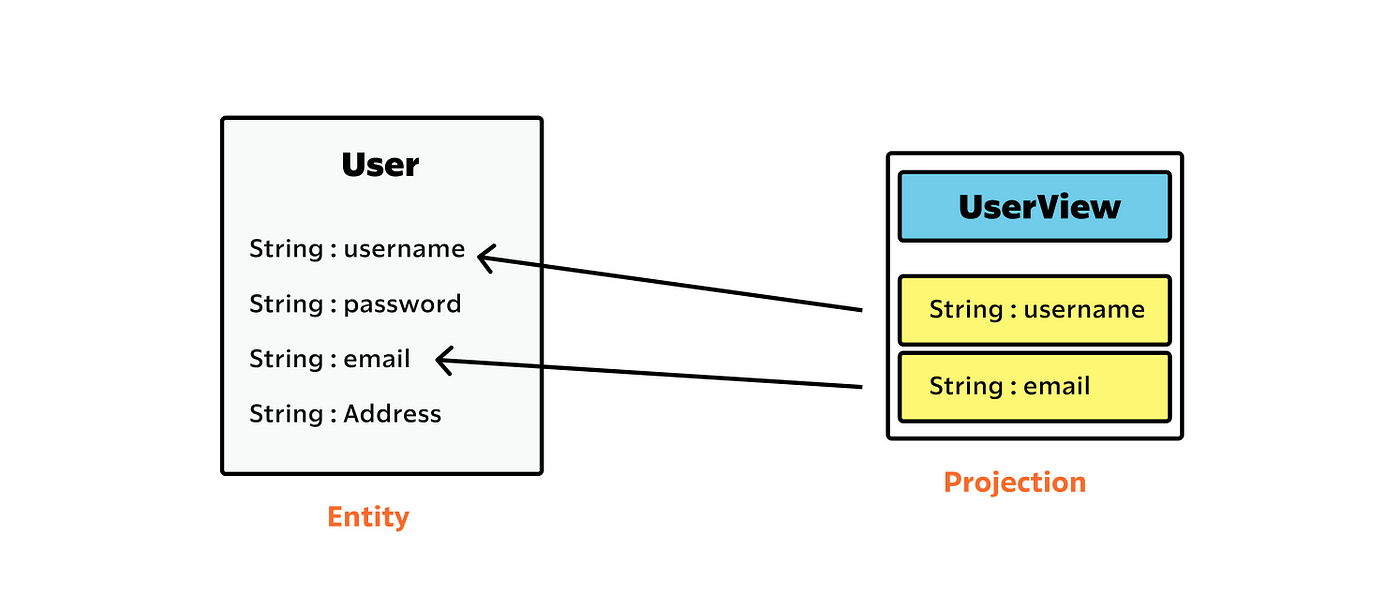 User
String : username
String : password
String : email
String : Address
Entity
UserView
String : username
String : email
Projection